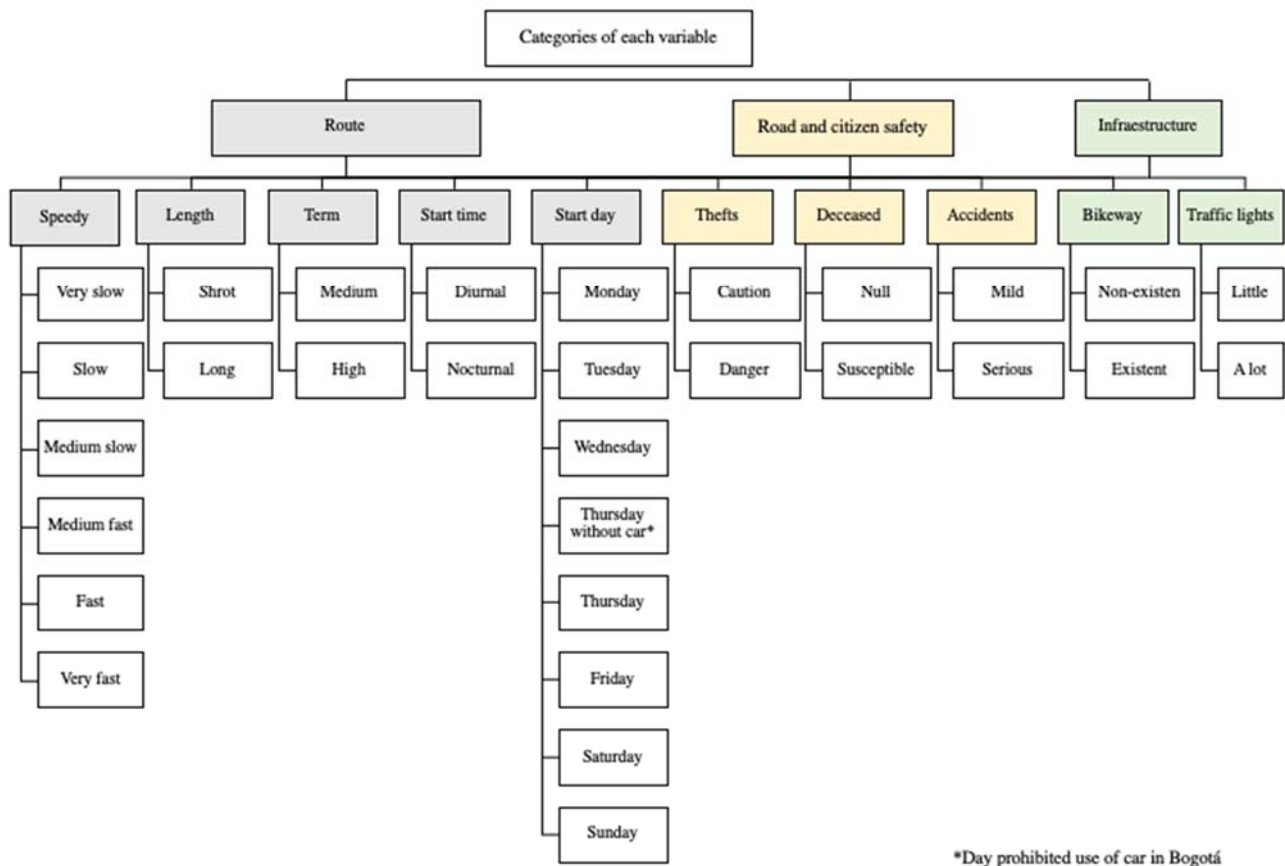 Categories of each variable
Route
Road and citizen safety
Infraestructure
Speedy
Length
Term
Start time
Start day
Thefts
Deceased
Accidents
Bikeway
Traffic lights
Very slow
Shrot
Medium
Diurnal
Monday
Caution
Null
Mild
Non-existen
Little
Slow
Long
High
Nocturnal
Tuesday
Danger
Susceptible
Serious
Existent
A lot
Medium slow
Wednesday
Medium fast
Thursday
without car*
Fast
Thursday
Very fast
Friday
Saturday
Sunday
*Day prohibited use of car in Bogotá